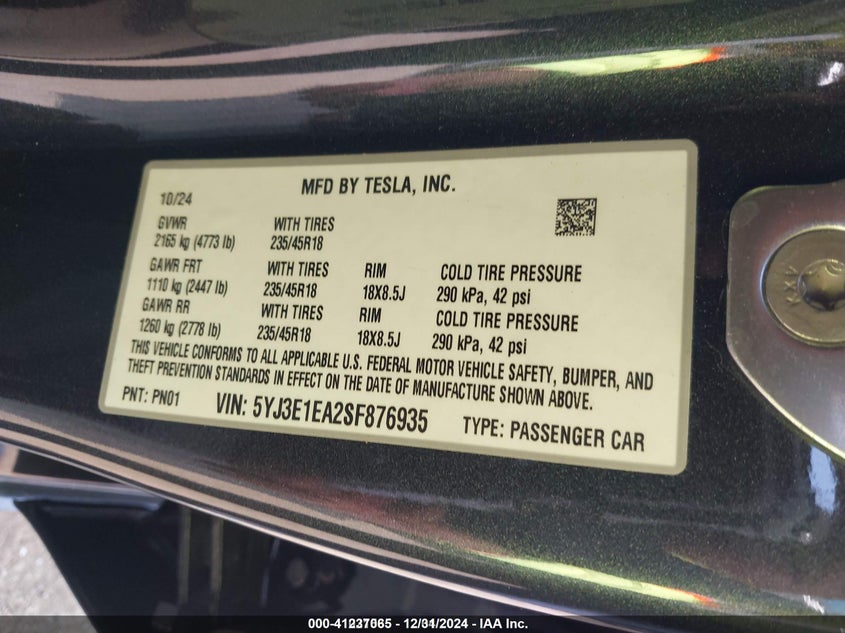 10/24
MFD BY TESLA, INC.
GVWR WITH TIRES
2165 kg (4773 lb) 235/45R18
GAWR FRT WITH TIRES RIM COLD TIRE PRESSURE
1110 kg (2447 lb) 235/45R18 18X8.5J 290 kPa, 42 psi
GAWR RR WITH TIRES RIM COLD TIRE PRESSURE
1260 kg (2778 lb) 235/45R18 18X8.5J 290 kPa, 42 psi
THIS VEHICLE CONFORMS TO ALL APPLICABLE U.S. FEDERAL MOTOR VEHICLE SAFETY, BUMPER, AND
THEFT PREVENTION STANDARDS IN EFFECT ON THE DATE OF MANUFACTURE SHOWN ABOVE.
PNT: PN01 VIN: 5YJ3E1EA2SF876935 TYPE: PASSENGER CAR
- IAA Inc.